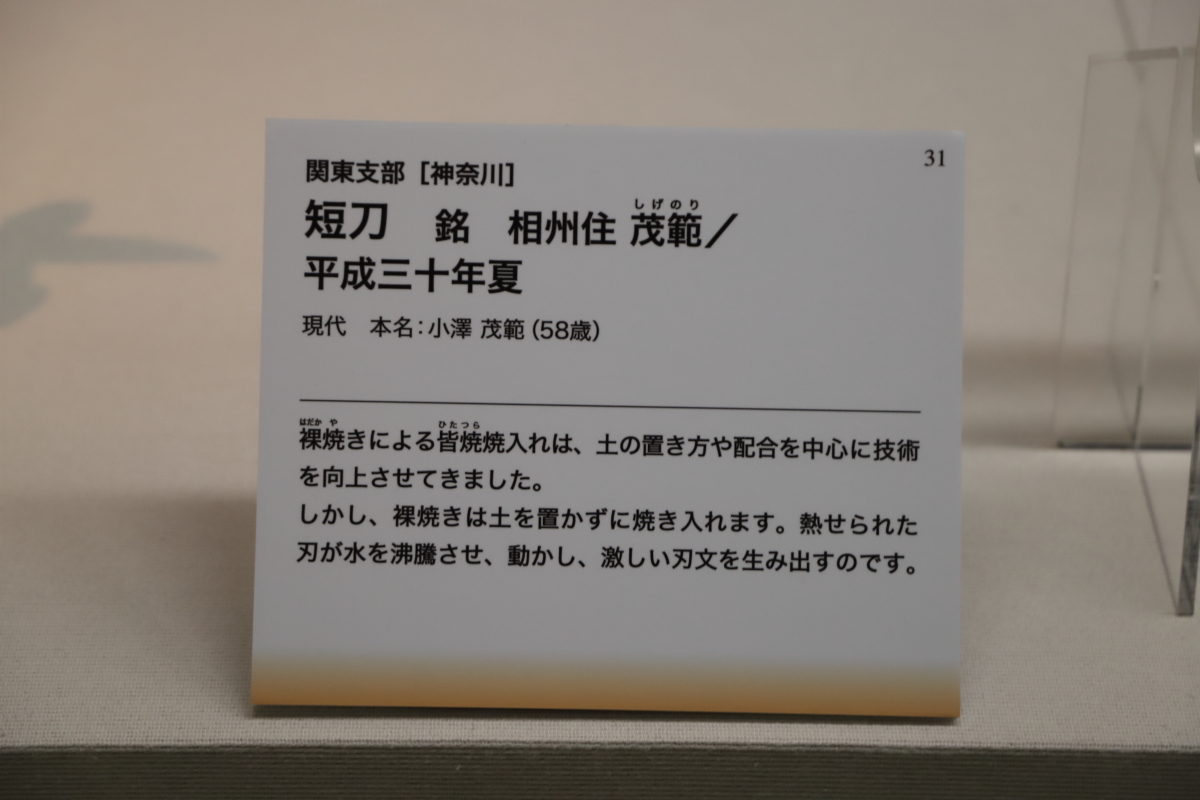 31
関東支部［神奈川］
短刀　銘　相州住 茂範／
しげのり
平成三十年夏
現代　本名：小澤 茂範（58歳）
はだか や　ひたつら
裸焼きによる皆焼焼入れは、土の置き方や配合を中心に技術
を向上させてきました。
しかし、裸焼きは土を置かずに焼き入れます。熱せられた
刃が水を沸騰させ、動かし、激しい刃文を生み出すのです。